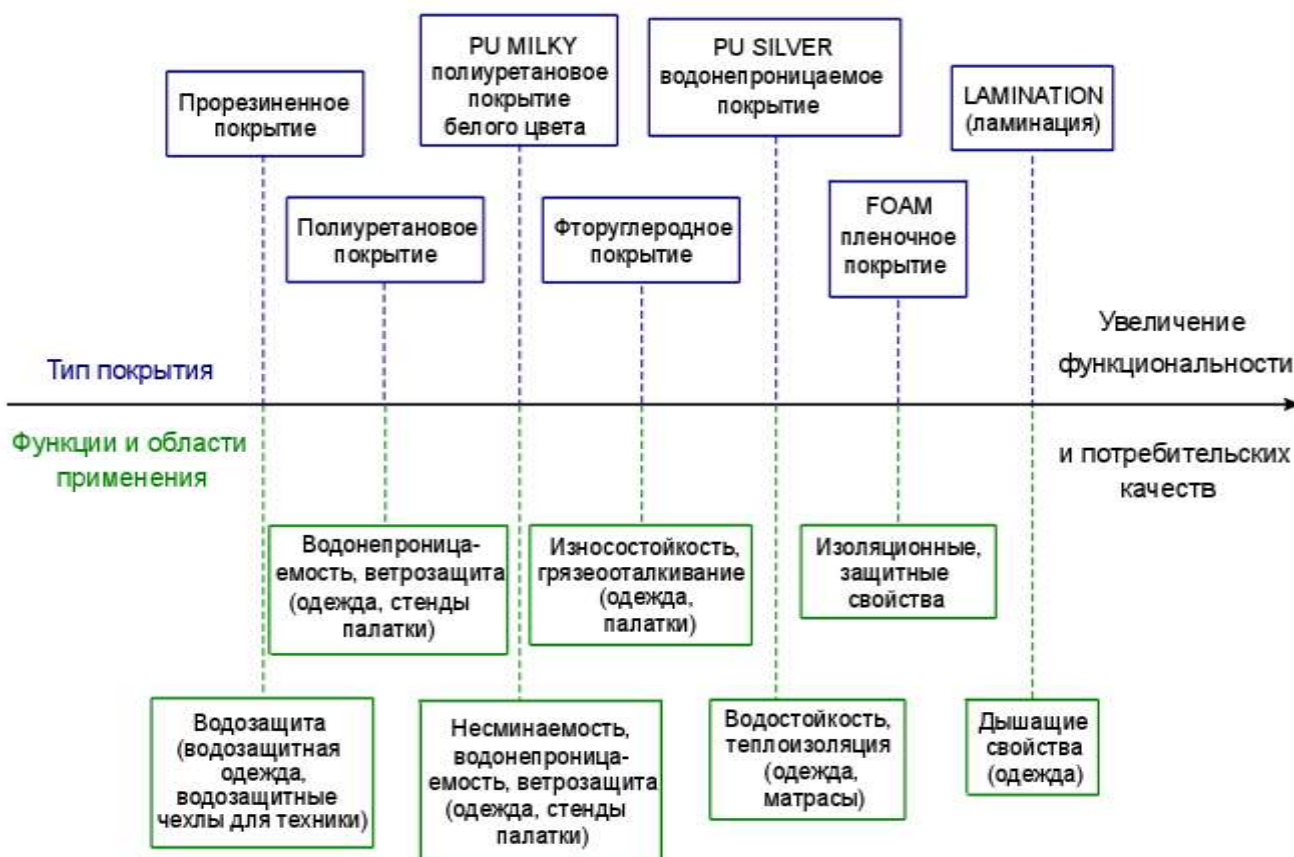 Прорезиненное
покрытие
PU MILKY
полиуретановое
покрытие
белого цвета
PU SILVER
водонепроницаемое
покрытие
LAMINATION
(ламинация)
Полиуретановое
покрытие
Фторуглеродное
покрытие
FOAM
пленочное
покрытие
Тип покрытия
Увеличение
функциональности
Функции и области
применения
и потребительских
качеств
Водонепроница-
емость, ветрозащита
(одежда, стенды
палатки)
Износостойкость,
грязеооталкивание
(одежда,
палатки)
Изоляционные,
защитные
свойства
Водозащита
(водозащитная
одежда,
водозащитные
чехлы для техники)
Несминаемость,
водонепроница-
емость, ветрозащита
(одежда, стенды
палатки)
Водостойкость,
теплоизоляция
(одежда,
матрасы)
Дышащие
свойства
(одежда)